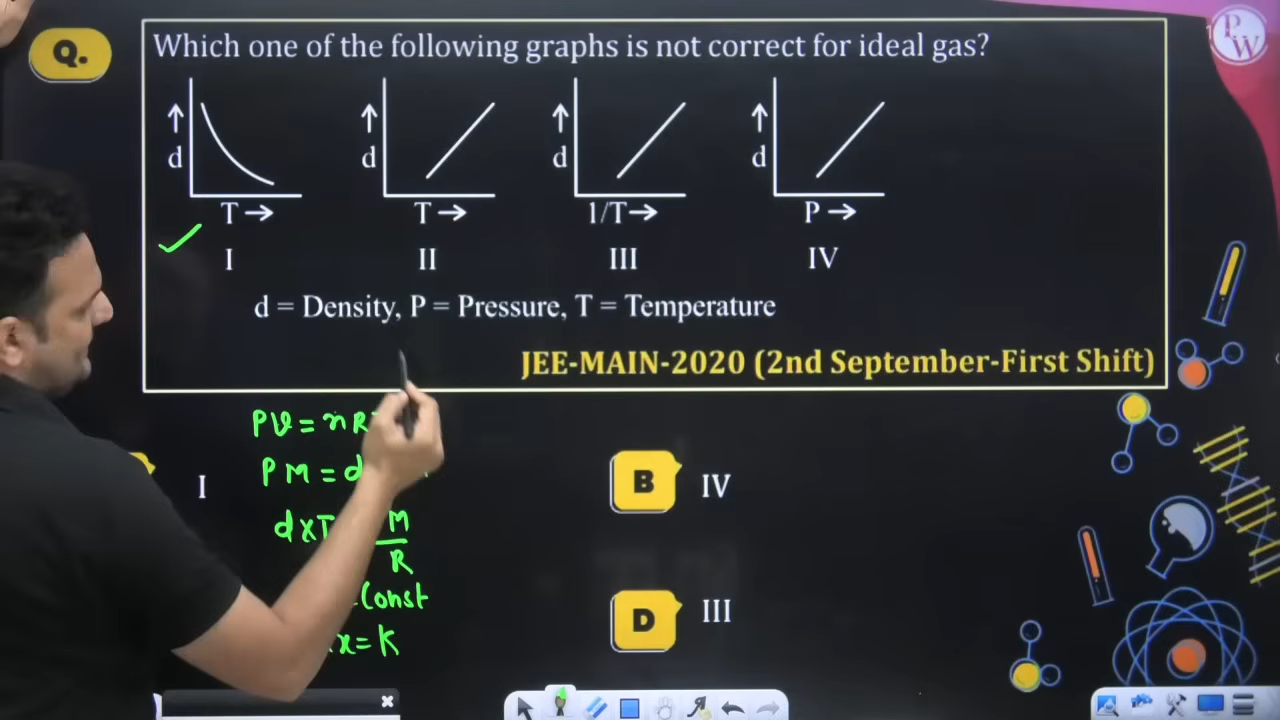 Q. Which one of the following graphs is not correct for ideal gas?
PW
d d d d
T → T → 1/T → P →
I II III IV
d = Density, P = Pressure, T = Temperature
JEE-MAIN-2020 (2nd September-First Shift)
PV = nR
I PM = d B IV
d×T M
R
Const
D III
x = K